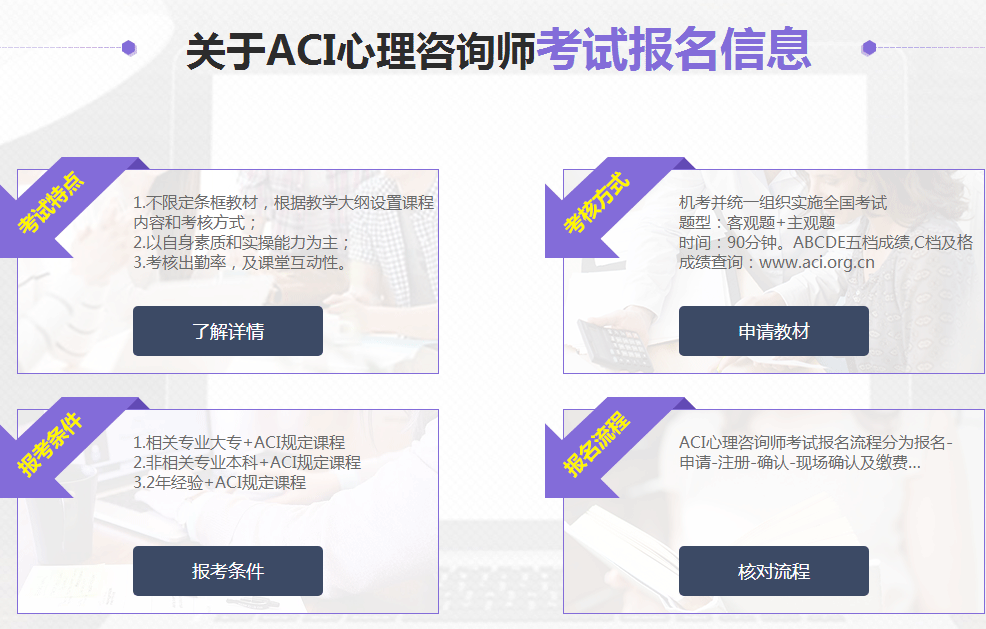 关于ACI心理咨询师考试报名信息
考试特点
1.不限定条框教材，根据教学大纲设置课程
内容和考核方式；
2.以自身素质和实操能力为主；
3.考核出勤率，及课堂互动性。
了解详情
考核方式
机考并统一组织实施全国考试
题型：客观题+主观题
时间：90分钟。ABCDE五档成绩,C档及格
成绩查询：www.aci.org.cn
申请教材
报考条件
1.相关专业大专+ACI规定课程
2.非相关专业本科+ACI规定课程
3.2年经验+ACI规定课程
报考条件
报名流程
ACI心理咨询师考试报名流程分为报名-
申请-注册-确认-现场确认及缴费...
核对流程